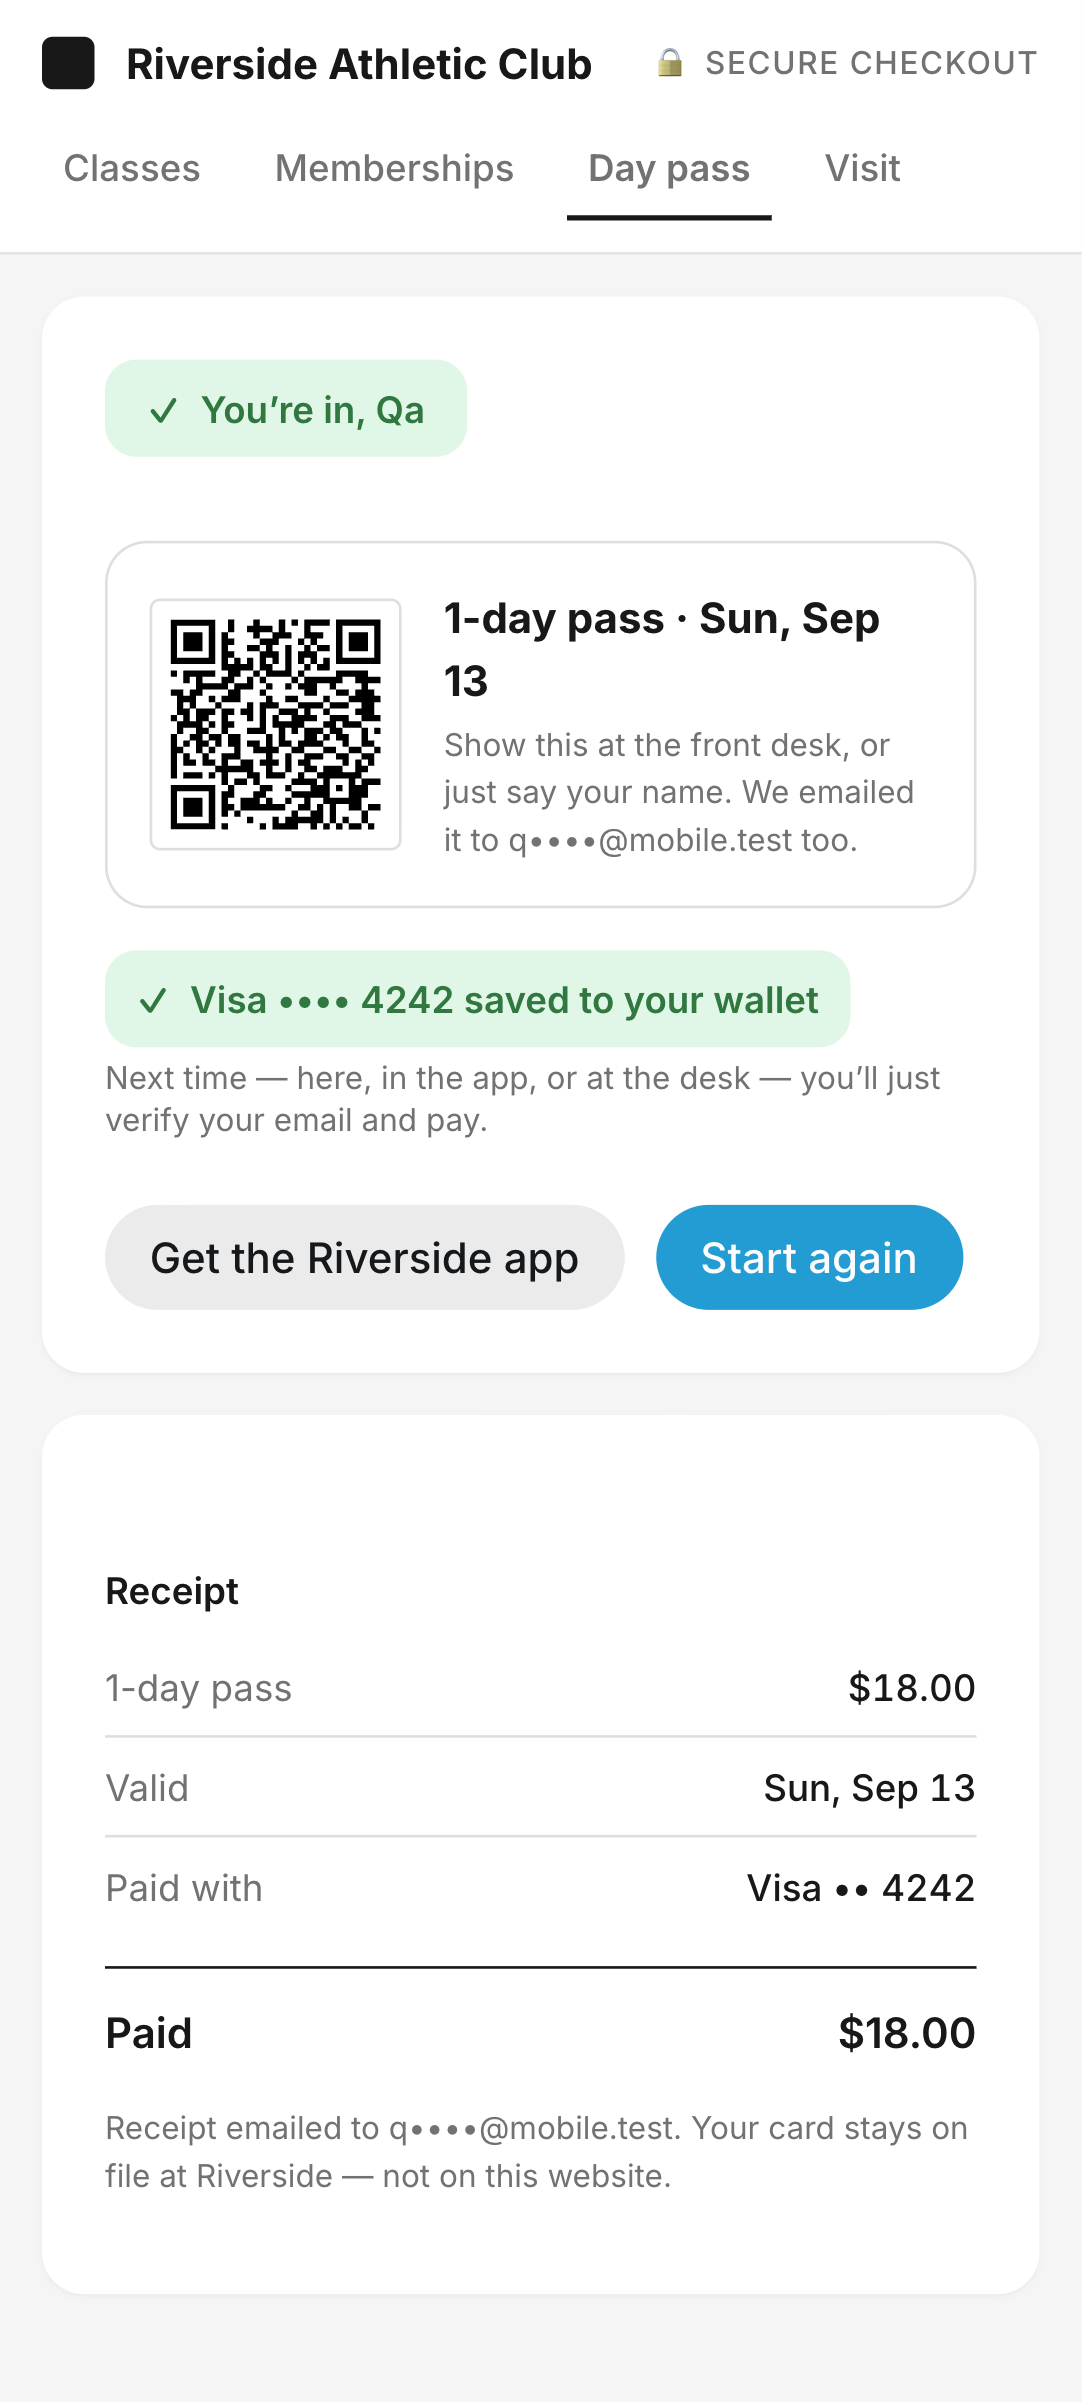 Riverside Athletic Club
SECURE CHECKOUT
Classes Memberships Day pass Visit
You’re in, Qa
1-day pass · Sun, Sep
13
Show this at the front desk, or
just say your name. We emailed
it to q••••@mobile.test too.
Visa •••• 4242 saved to your wallet
Next time — here, in the app, or at the desk — you’ll just
verify your email and pay.
Get the Riverside app
Start again
Receipt
1-day pass $18.00
Valid Sun, Sep 13
Paid with Visa •• 4242
Paid $18.00
Receipt emailed to q••••@mobile.test. Your card stays on
file at Riverside — not on this website.